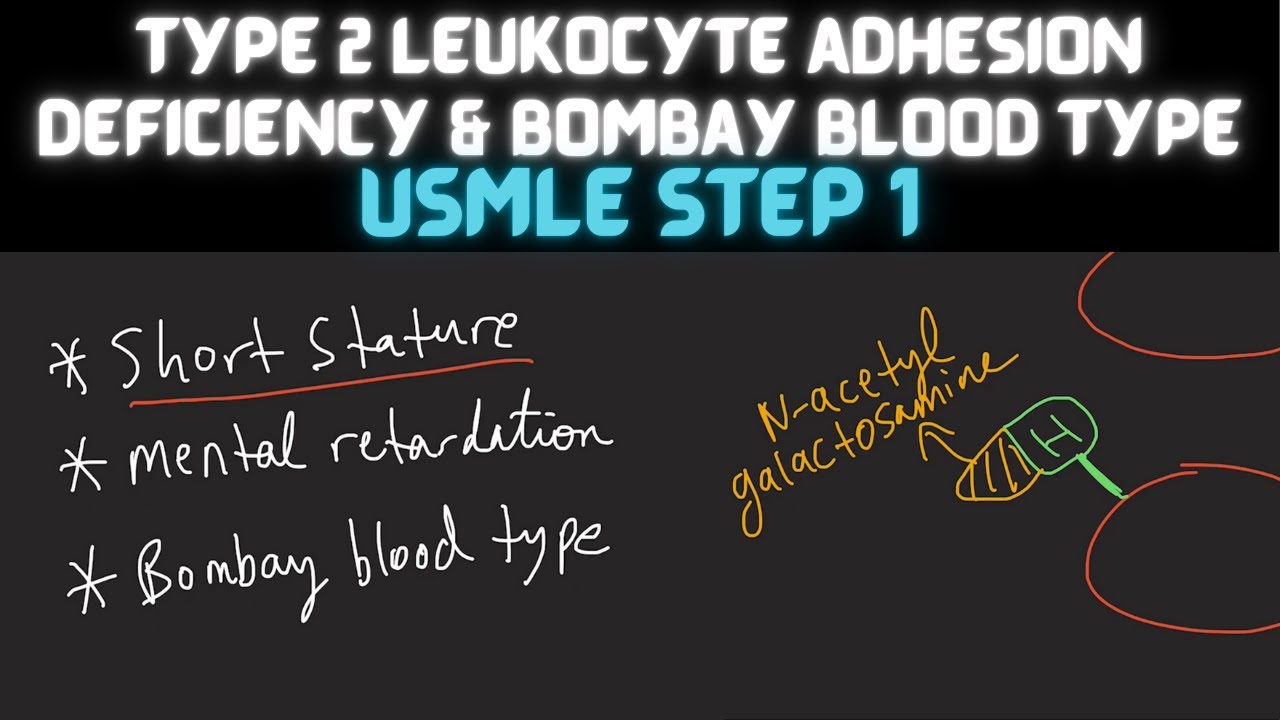 TYPE 2 LEUKOCYTE ADHESION
DEFICIENCY & BOMBAY BLOOD TYPE
USMLE STEP 1
* Short Stature
* mental retardation
* Bombay blood type
N-acetyl
galactosamine
H